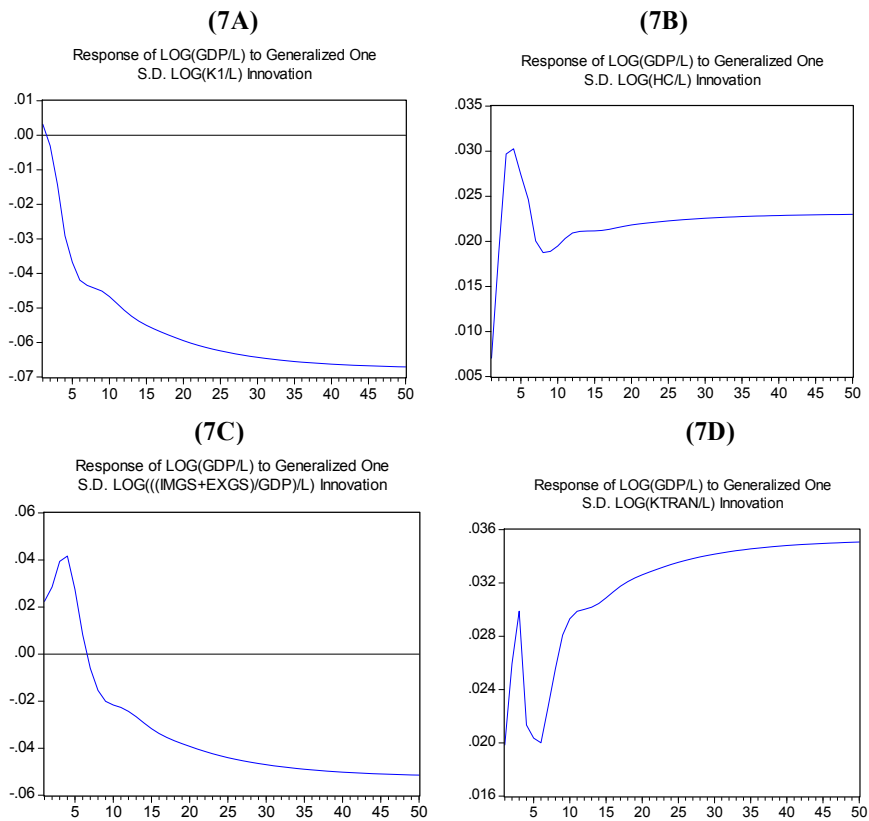 (7A)
Response of LOG(GDP/L) to Generalized One
S.D. LOG(K1/L) Innovation
.01
.00
-.01
-.02
-.03
-.04
-.05
-.06
-.07
5 10 15 20 25 30 35 40 45 50
(7B)
Response of LOG(GDP/L) to Generalized One
S.D. LOG(HC/L) Innovation
.035
.030
.025
.020
.015
.010
.005
5 10 15 20 25 30 35 40 45 50
(7C)
Response of LOG(GDP/L) to Generalized One
S.D. LOG(((IMGS+EXGS)/GDP)/L) Innovation
.06
.04
.02
.00
-.02
-.04
-.06
5 10 15 20 25 30 35 40 45 50
(7D)
Response of LOG(GDP/L) to Generalized One
S.D. LOG(KTRAN/L) Innovation
.036
.032
.028
.024
.020
.016
5 10 15 20 25 30 35 40 45 50